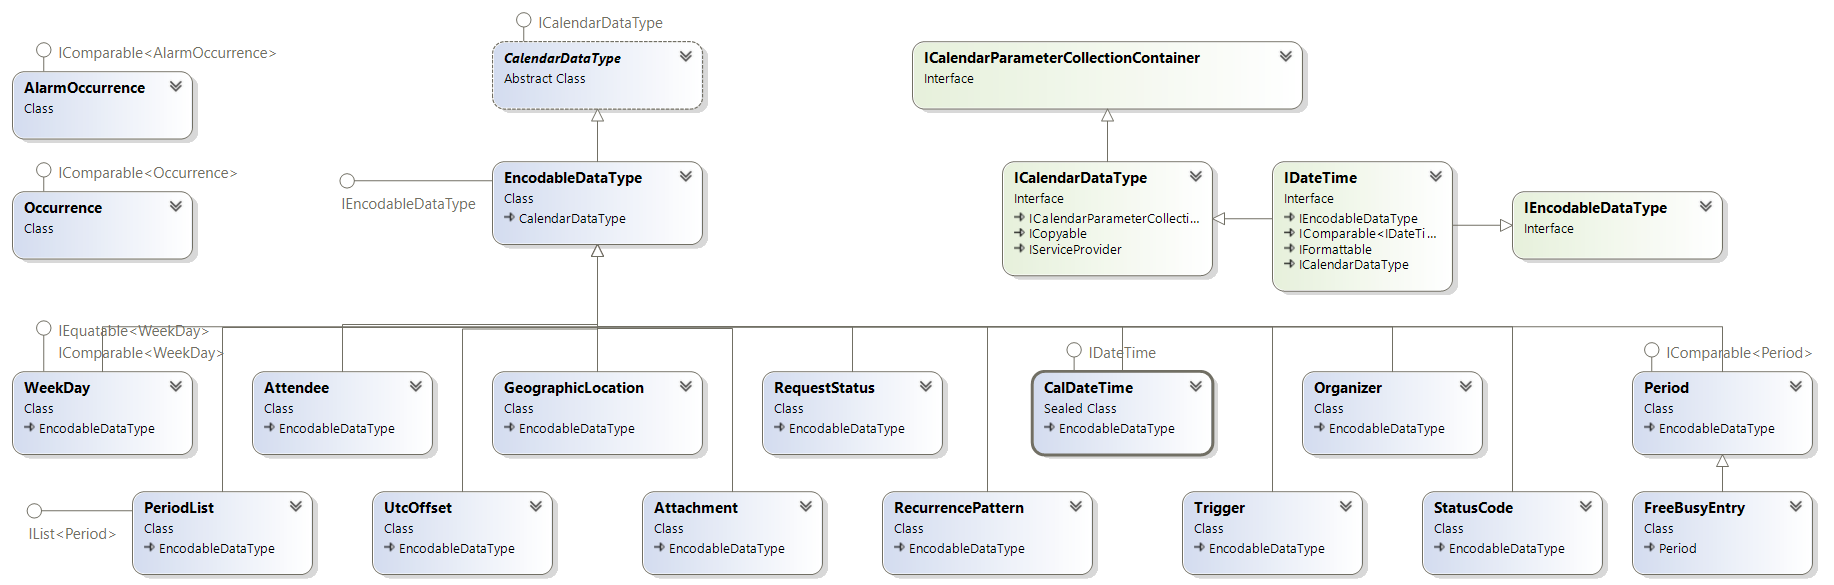 ICalendarDataType
IComparable<AlarmOccurrence>
AlarmOccurrence
Class
CalendarDataType
Abstract Class
ICalendarParameterCollectionContainer
Interface
IComparable<Occurrence>
Occurrence
Class
IEncodableDataType
EncodableDataType
Class
CalendarDataType
ICalendarDataType
Interface
ICalendarParameterCollecti...
ICopyable
IServiceProvider
IDateTime
Interface
IEncodableDataType
IComparable<IDateTi...
IFormattable
ICalendarDataType
IEncodableDataType
Interface
IEquatable<WeekDay>
IComparable<WeekDay>
WeekDay
Class
EncodableDataType
Attendee
Class
EncodableDataType
GeographicLocation
Class
EncodableDataType
RequestStatus
Class
EncodableDataType
IDateTime
CalDateTime
Sealed Class
EncodableDataType
Organizer
Class
EncodableDataType
IComparable<Period>
Period
Class
EncodableDataType
IList<Period>
PeriodList
Class
EncodableDataType
UtcOffset
Class
EncodableDataType
Attachment
Class
EncodableDataType
RecurrencePattern
Class
EncodableDataType
Trigger
Class
EncodableDataType
StatusCode
Class
EncodableDataType
FreeBusyEntry
Class
Period